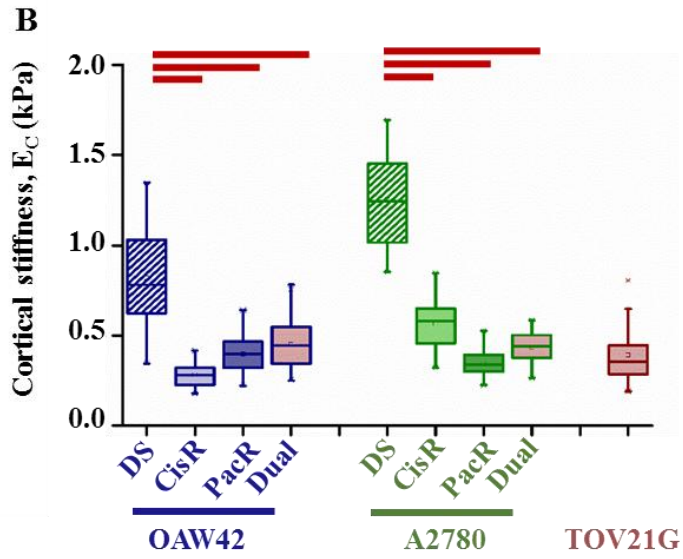 B
Cortical stiffness, E_C (kPa)
2.0
1.5
1.0
0.5
0.0
DS
CisR
PacR
Dual
DS
CisR
PacR
Dual
OAW42
A2780
TOV21G